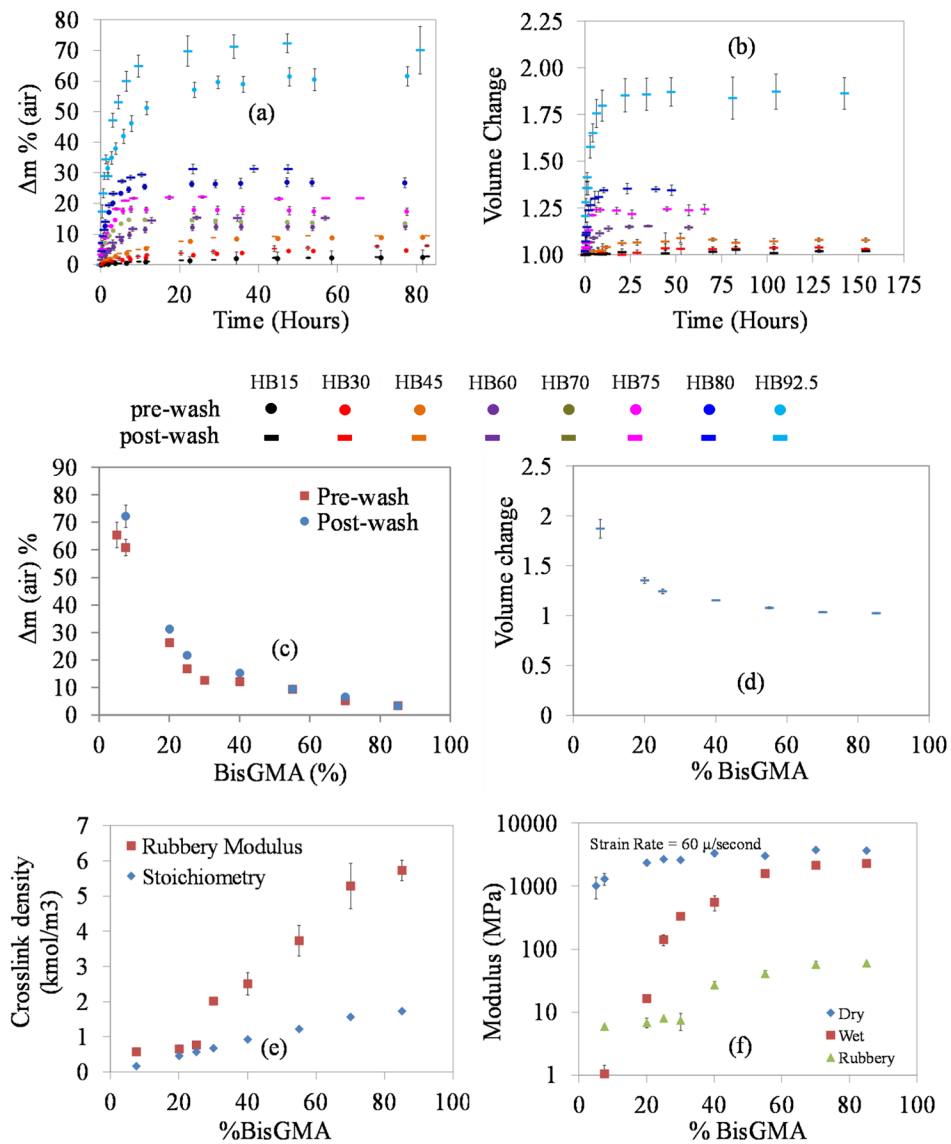 80
70
60
50
40
30
20
10
0
Δm % (air)
(a)
0 20 40 60 80
Time (Hours)
2.25
2.00
1.75
1.50
1.25
1.00
Volume Change
(b)
0 25 50 75 100 125 150 175
Time (Hours)
HB15 HB30 HB45 HB60 HB70 HB75 HB80 HB92.5
pre-wash
post-wash
90
80
70
60
50
40
30
20
10
0
Δm (air) %
Pre-wash
Post-wash
(c)
0 20 40 60 80 100
BisGMA (%)
2.5
2
1.5
1
0.5
0
Volume change
(d)
0 20 40 60 80 100
% BisGMA
7
6
5
4
3
2
1
0
Crosslink density
(kmol/m3)
Rubbery Modulus
Stoichiometry
(e)
0 20 40 60 80 100
%BisGMA
10000
1000
100
10
1
Modulus (MPa)
Strain Rate = 60 μ/second
Dry
Wet
Rubbery
(f)
0 20 40 60 80 100
% BisGMA